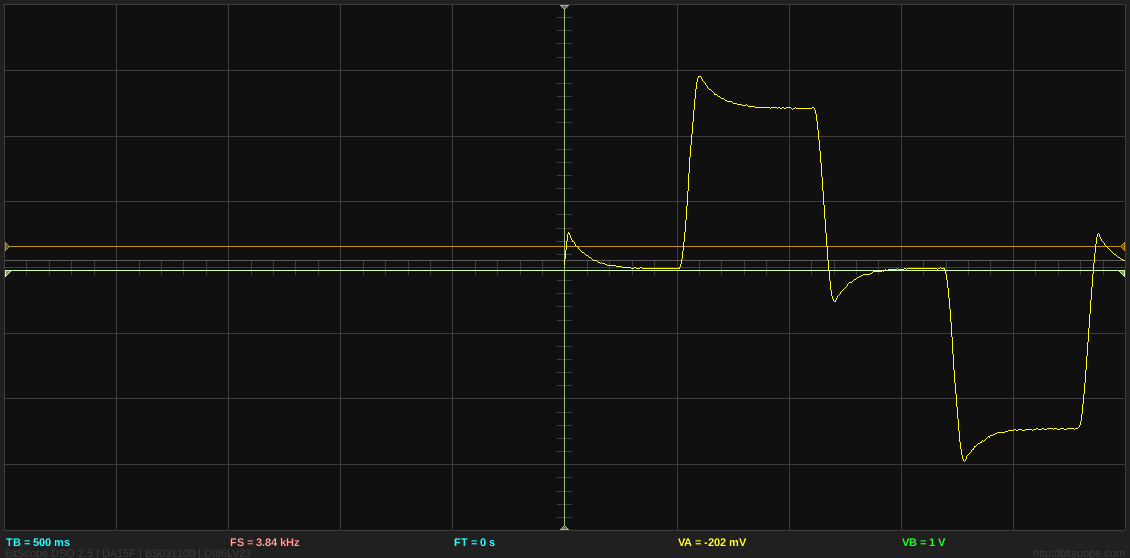 TB = 500 ms FS = 3.84 kHz FT = 0 s VA = -202 mV VB = 1 V
BitScope DSO 2.5 | DA15F | BS031100 | DI86LV23 http://bitscope.com